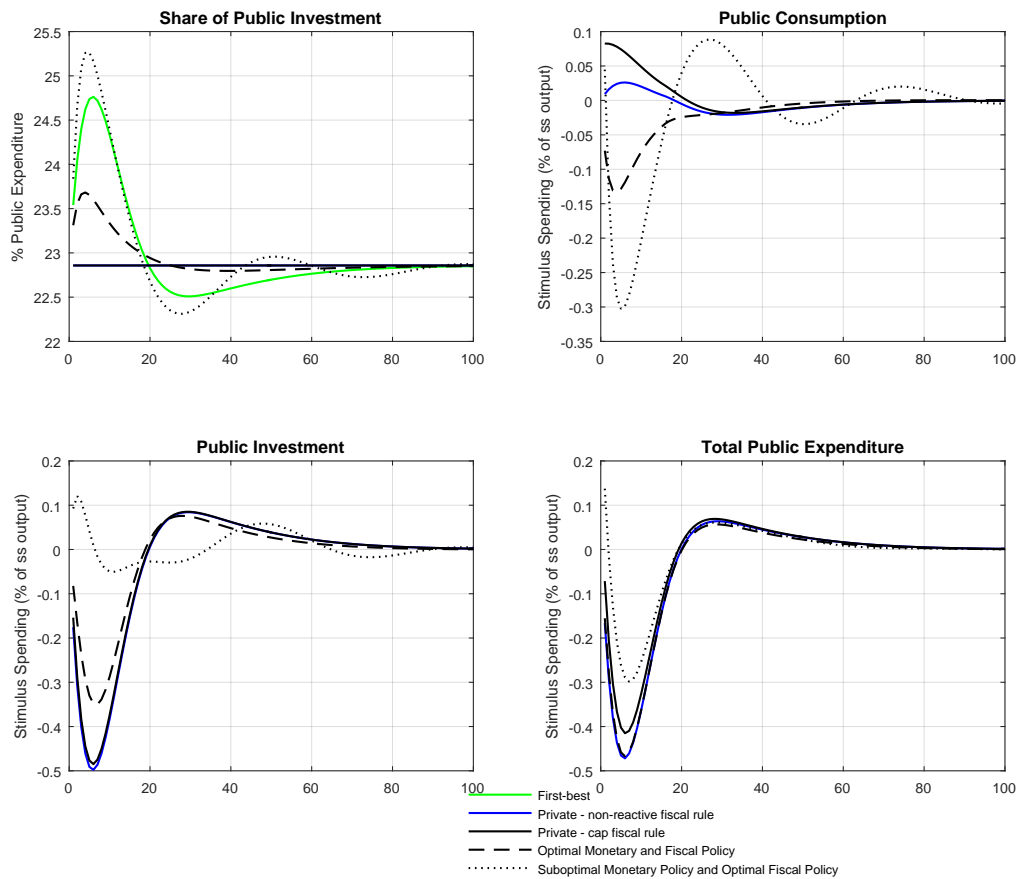 Share of Public Investment
% Public Expenditure
25.5
25
24.5
24
23.5
23
22.5
22
0 20 40 60 80 100
Public Consumption
Stimulus Spending (% of ss output)
0.1
0.05
0
-0.05
-0.1
-0.15
-0.2
-0.25
-0.3
-0.35
0 20 40 60 80 100
Public Investment
Stimulus Spending (% of ss output)
0.2
0.1
0
-0.1
-0.2
-0.3
-0.4
-0.5
0 20 40 60 80 100
Total Public Expenditure
Stimulus Spending (% of ss output)
0.2
0.1
0
-0.1
-0.2
-0.3
-0.4
-0.5
0 20 40 60 80 100
First-best
Private - non-reactive fiscal rule
Private - cap fiscal rule
Optimal Monetary and Fiscal Policy
Suboptimal Monetary Policy and Optimal Fiscal Policy